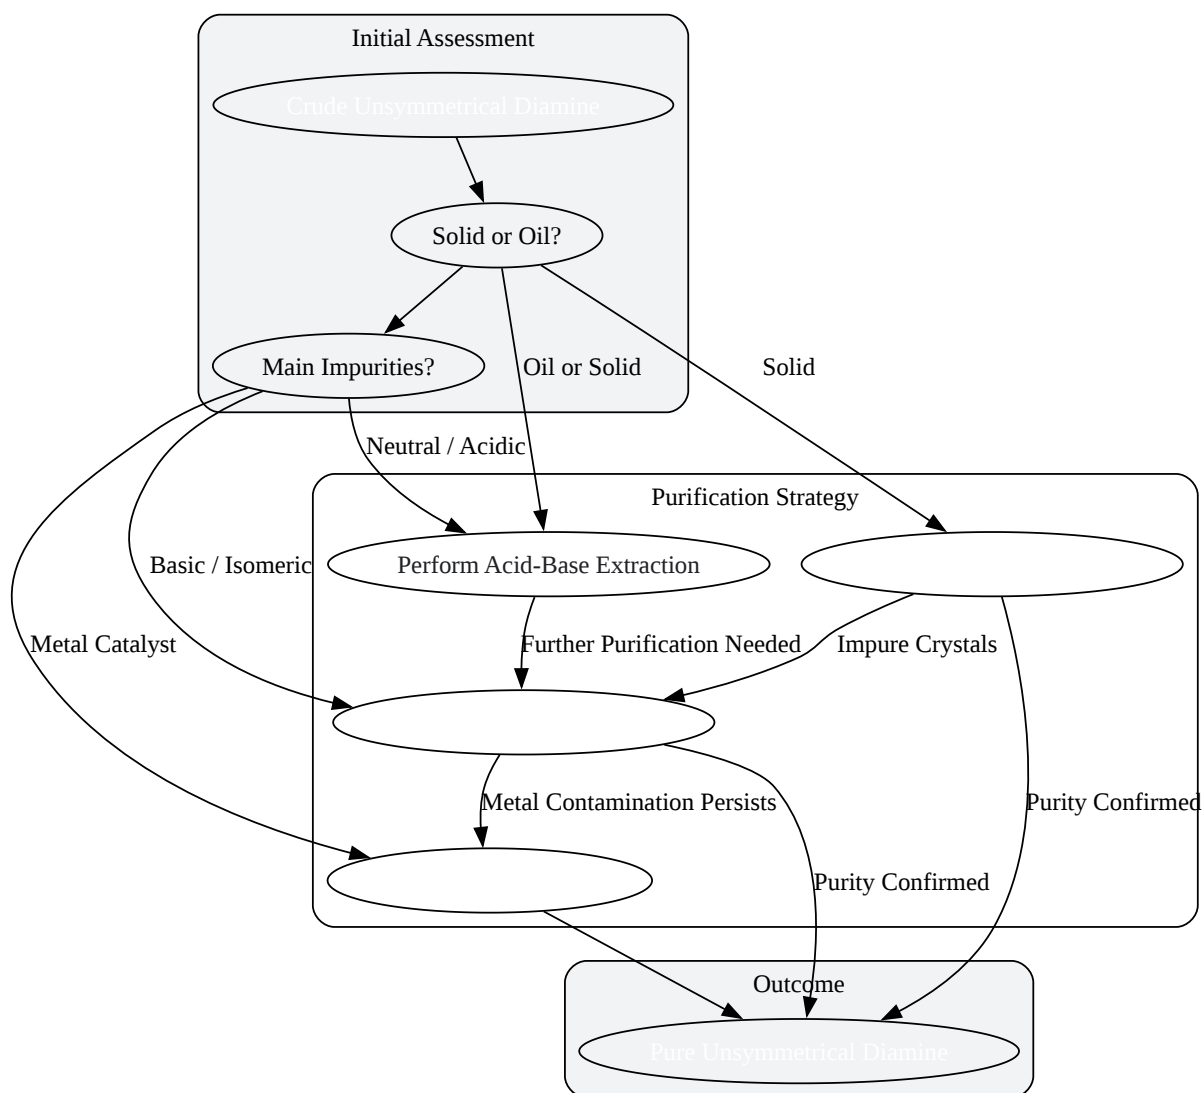 Initial Assessment
Crude Unsymmetrical Diamine
Solid or Oil?
Main Impurities?
Oil or Solid
Solid
Neutral / Acidic
Purification Strategy
Basic / Isomeric
Perform Acid-Base Extraction
Metal Catalyst
Further Purification Needed
Impure Crystals
Metal Contamination Persists
Purity Confirmed
Purity Confirmed
Outcome
Pure Unsymmetrical Diamine